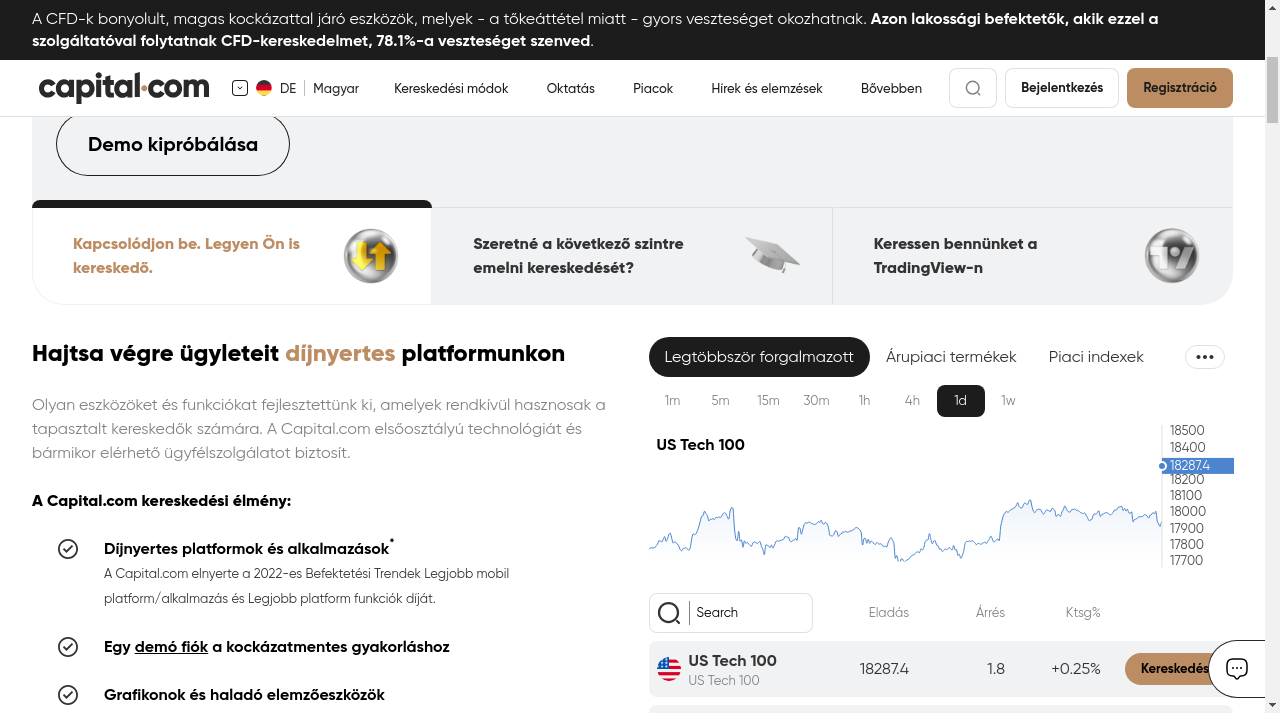 A CFD-k bonyolult, magas kockázattal járó eszközök, melyek - a tőkeáttétel miatt - gyors veszteséget okozhatnak. Azon lakossági befektetők, akik ezzel a
szolgáltatóval folytatnak CFD-kereskedelmet, 78.1%-a veszteséget szenved.
capital.com
DE
Magyar
Kereskedési módok
Oktatás
Piacok
Hírek és elemzések
Bővebben
Bejelentkezés
Regisztráció
Demo kipróbálása
Kapcsolódjon be. Legyen Ön is
kereskedő.
Szeretné a következő szintre
emelni kereskedését?
Keressen bennünket a
TradingView-n
Hajtsa végre ügyleteit díjnyertes platformunkon
Olyan eszközöket és funkciókat fejlesztettünk ki, amelyek rendkívül hasznosak a
tapasztalt kereskedők számára. A Capital.com elsőosztályú technológiát és
bármikor elérhető ügyfélszolgálatot biztosít.
A Capital.com kereskedési élmény:
Díjnyertes platformok és alkalmazások*
A Capital.com elnyerte a 2022-es Befektetési Trendek Legjobb mobil
platform/alkalmazás és Legjobb platform funkciók díját.
Egy demó fiók a kockázatmentes gyakorláshoz
Grafikonok és haladó elemzőeszközök
Legtöbbször forgalmazott
Árupiaci termékek
Piaci indexek
1m
5m
15m
30m
1h
4h
1d
1w
US Tech 100
18500
18400
18287.4
18200
18100
18000
17900
17800
17700
Search
Eladás
Árrés
Ktsg%
US Tech 100
US Tech 100
18287.4
1.8
+0.25%
Kereskedés